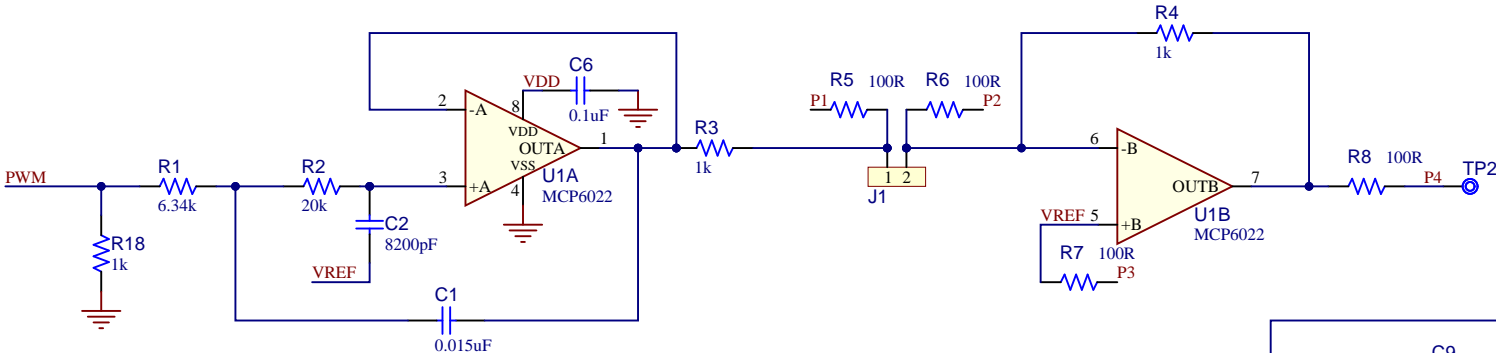 R4
1k
C6
VDD
0.1uF
R5 100R
P1
R6 100R
P2
2
-A
8
VDD
OUTA
1
VSS
4
3
+A
U1A
MCP6022
R3
1k
6
-B
R1
6.34k
R2
20k
PWM
1 2
J1
OUTB
7
R8 100R
P4
TP2
R18
1k
C2
8200pF
VREF
VREF 5
+B
U1B
MCP6022
R7 100R
P3
C1
0.015uF
C9